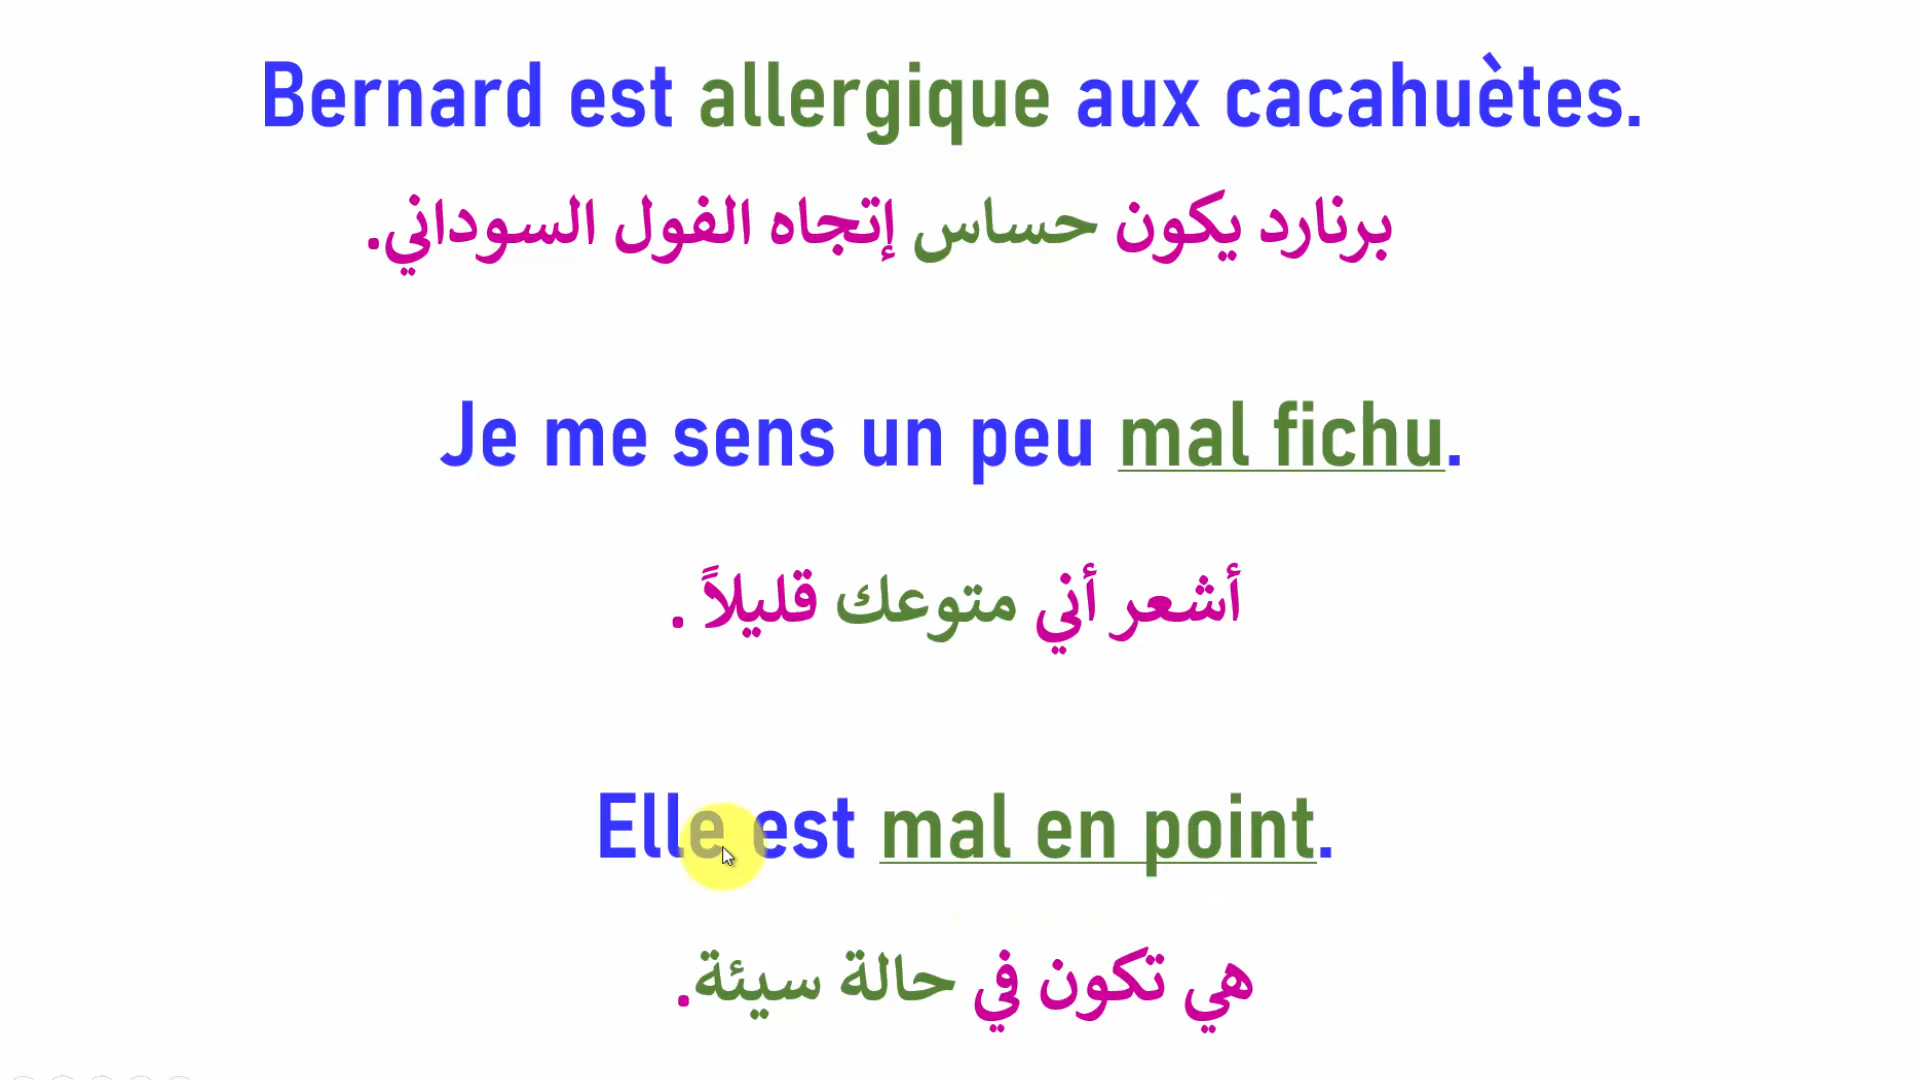 Bernard est allergique aux cacahuètes.
برنارد يكون حساس إتجاه الفول السوداني.
Je me sens un peu mal fichu.
أشعر أني متوعك قليلاً .
Elle est mal en point.
هي تكون في حالة سيئة.